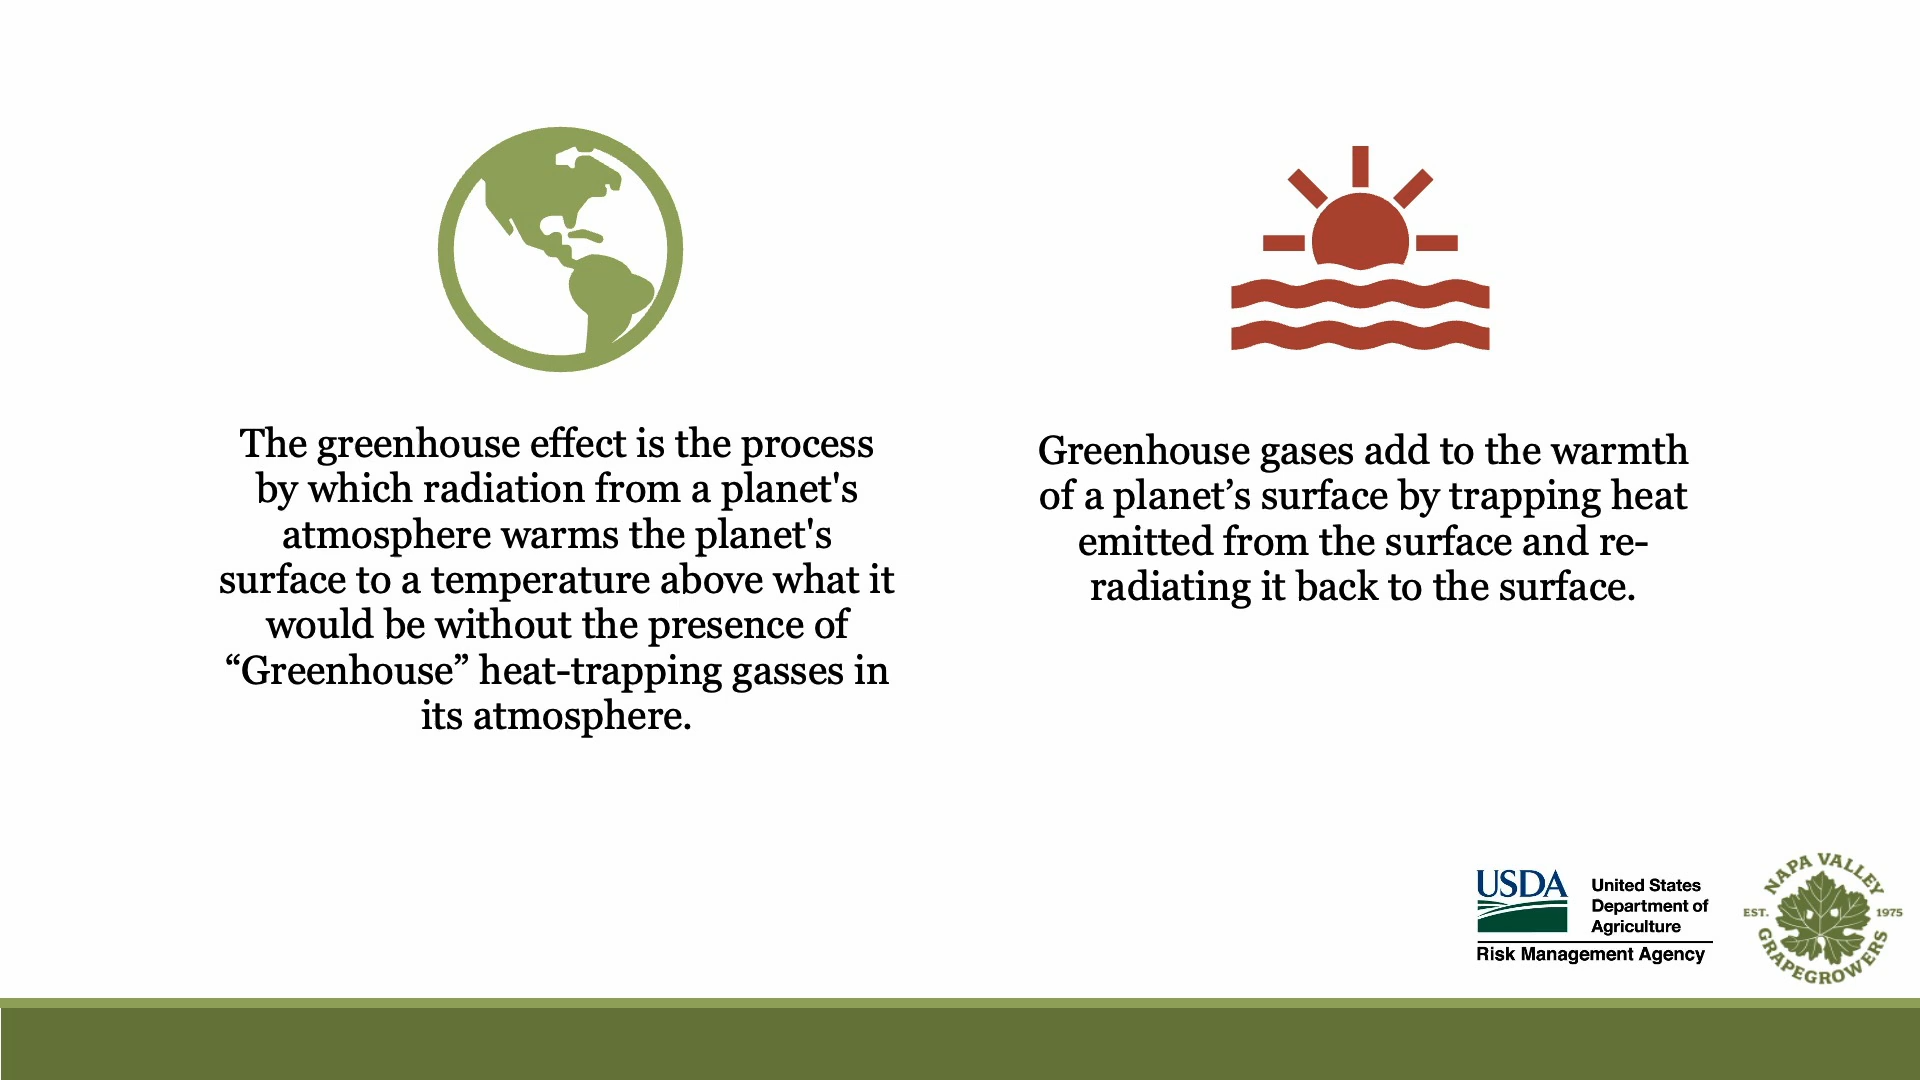 The greenhouse effect is the process
by which radiation from a planet's
atmosphere warms the planet's
surface to a temperature above what it
would be without the presence of
“Greenhouse” heat-trapping gasses in
its atmosphere.
Greenhouse gases add to the warmth
of a planet’s surface by trapping heat
emitted from the surface and re-
radiating it back to the surface.
USDA
United States
Department of
Agriculture
Risk Management Agency
NAPA VALLEY
EST. 1975
GRAPEGROWERS